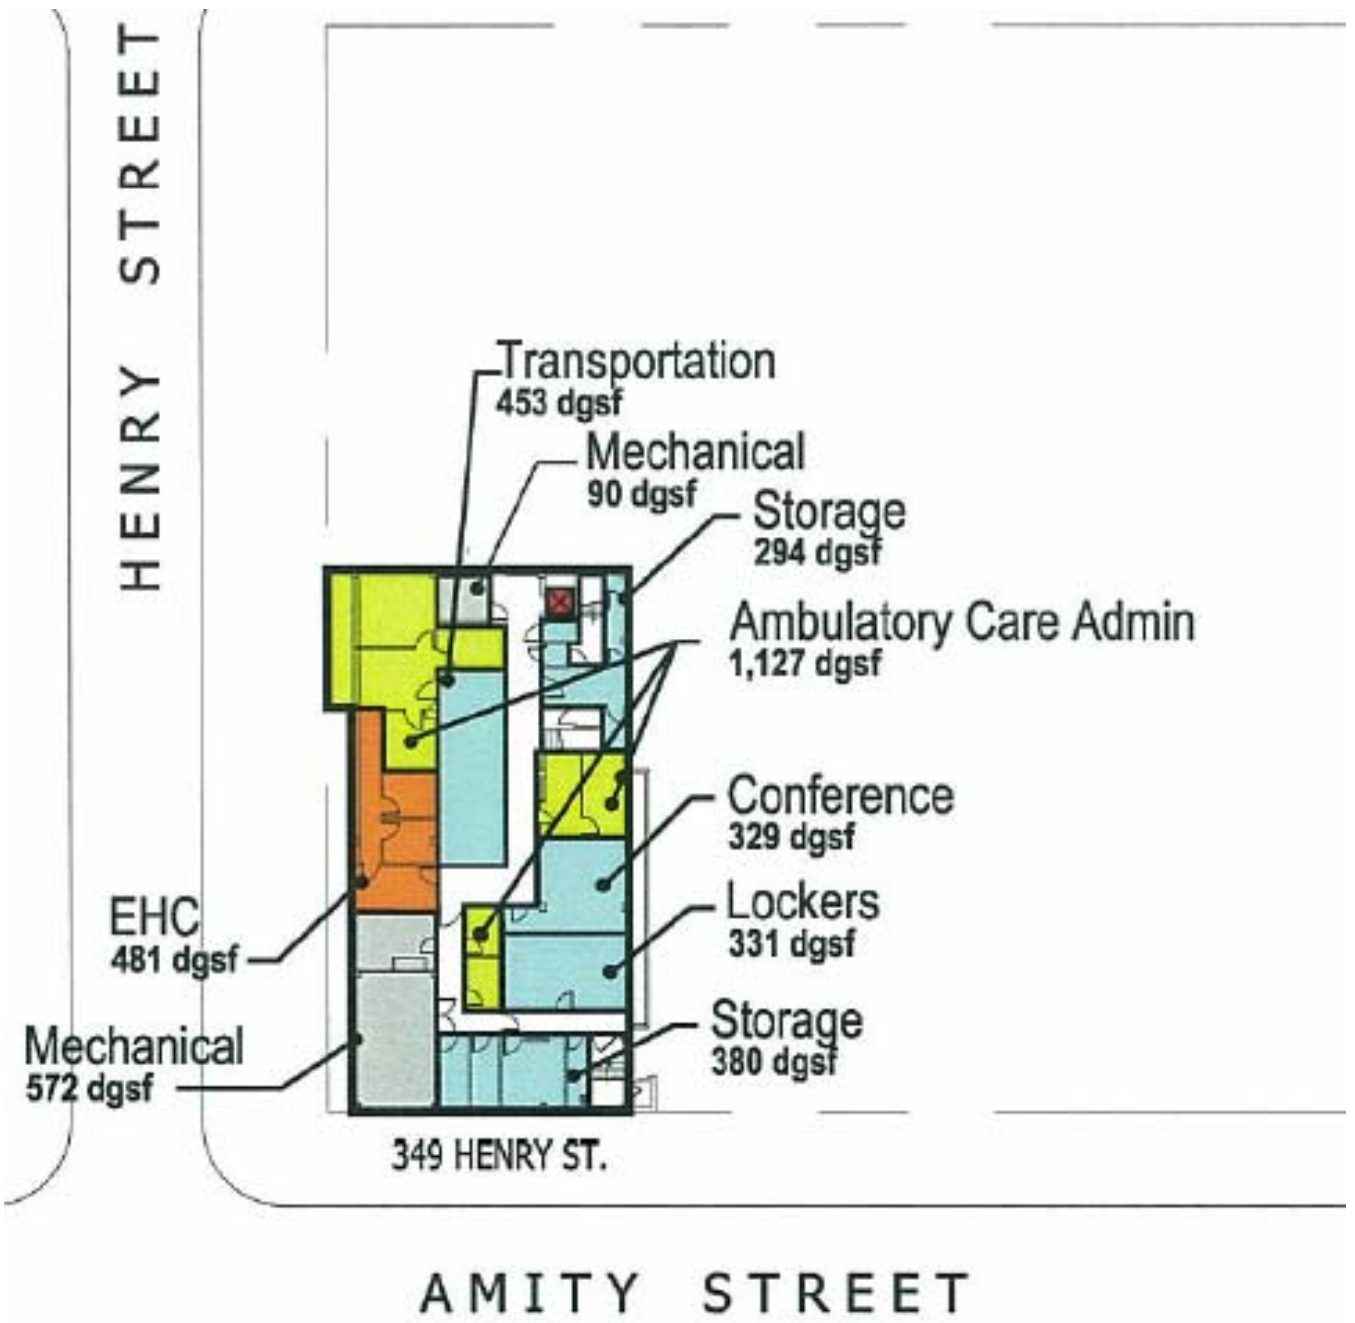 HENRY STREET
Transportation
453 dgsf
Mechanical
90 dgsf
Storage
294 dgsf
Ambulatory Care Admin
1,127 dgsf
Conference
329 dgsf
EHC
481 dgsf
Lockers
331 dgsf
Mechanical
572 dgsf
Storage
380 dgsf
349 HENRY ST.
AMITY STREET